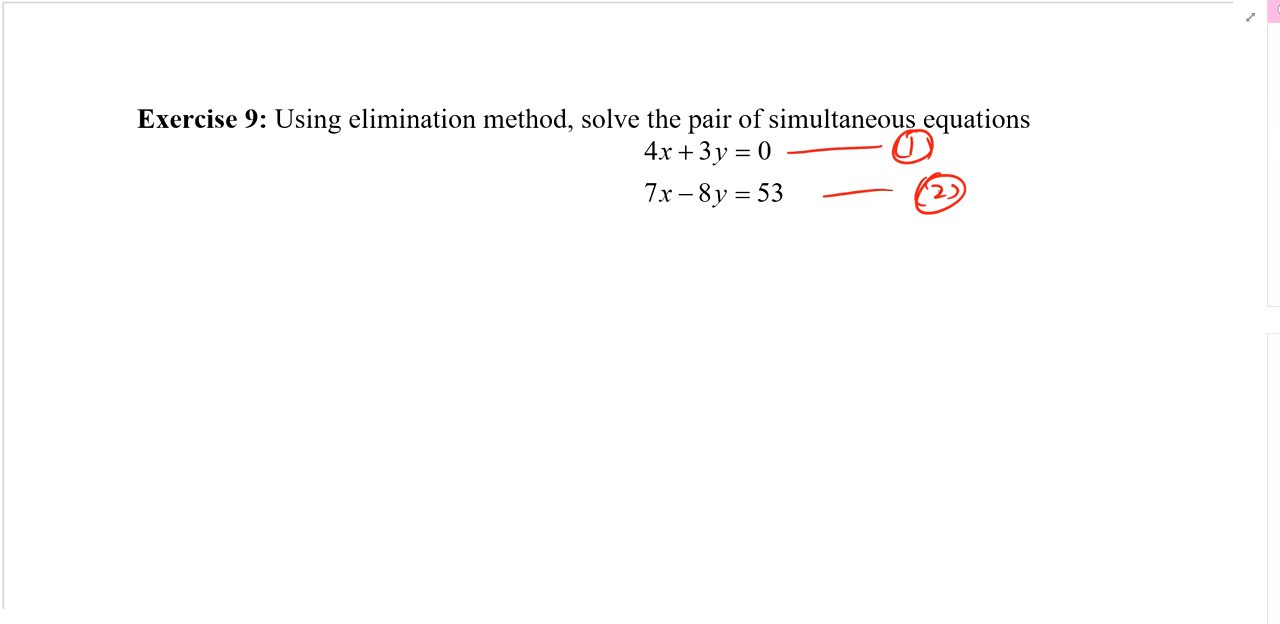 Exercise 9: Using elimination method, solve the pair of simultaneous equations
4x + 3y = 0 ——— (1)
7x − 8y = 53 ——— (2)